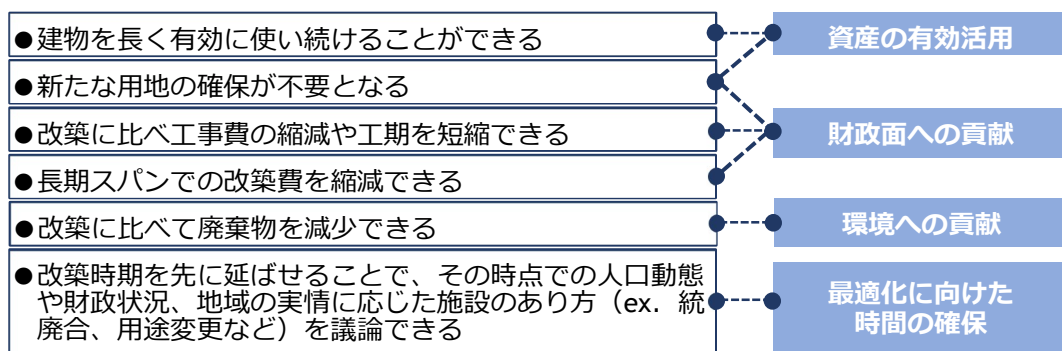 ●建物を長く有効に使い続けることができる
資産の有効活用
●新たな用地の確保が不要となる
●改築に比べ工事費の縮減や工期を短縮できる
財政面への貢献
●長期スパンでの改築費を縮減できる
●改築に比べて廃棄物を減少できる
環境への貢献
●改築時期を先に延ばせることで、その時点での人口動態
や財政状況、地域の実情に応じた施設のあり方（ex．統
廃合、用途変更など）を議論できる
最適化に向けた
時間の確保